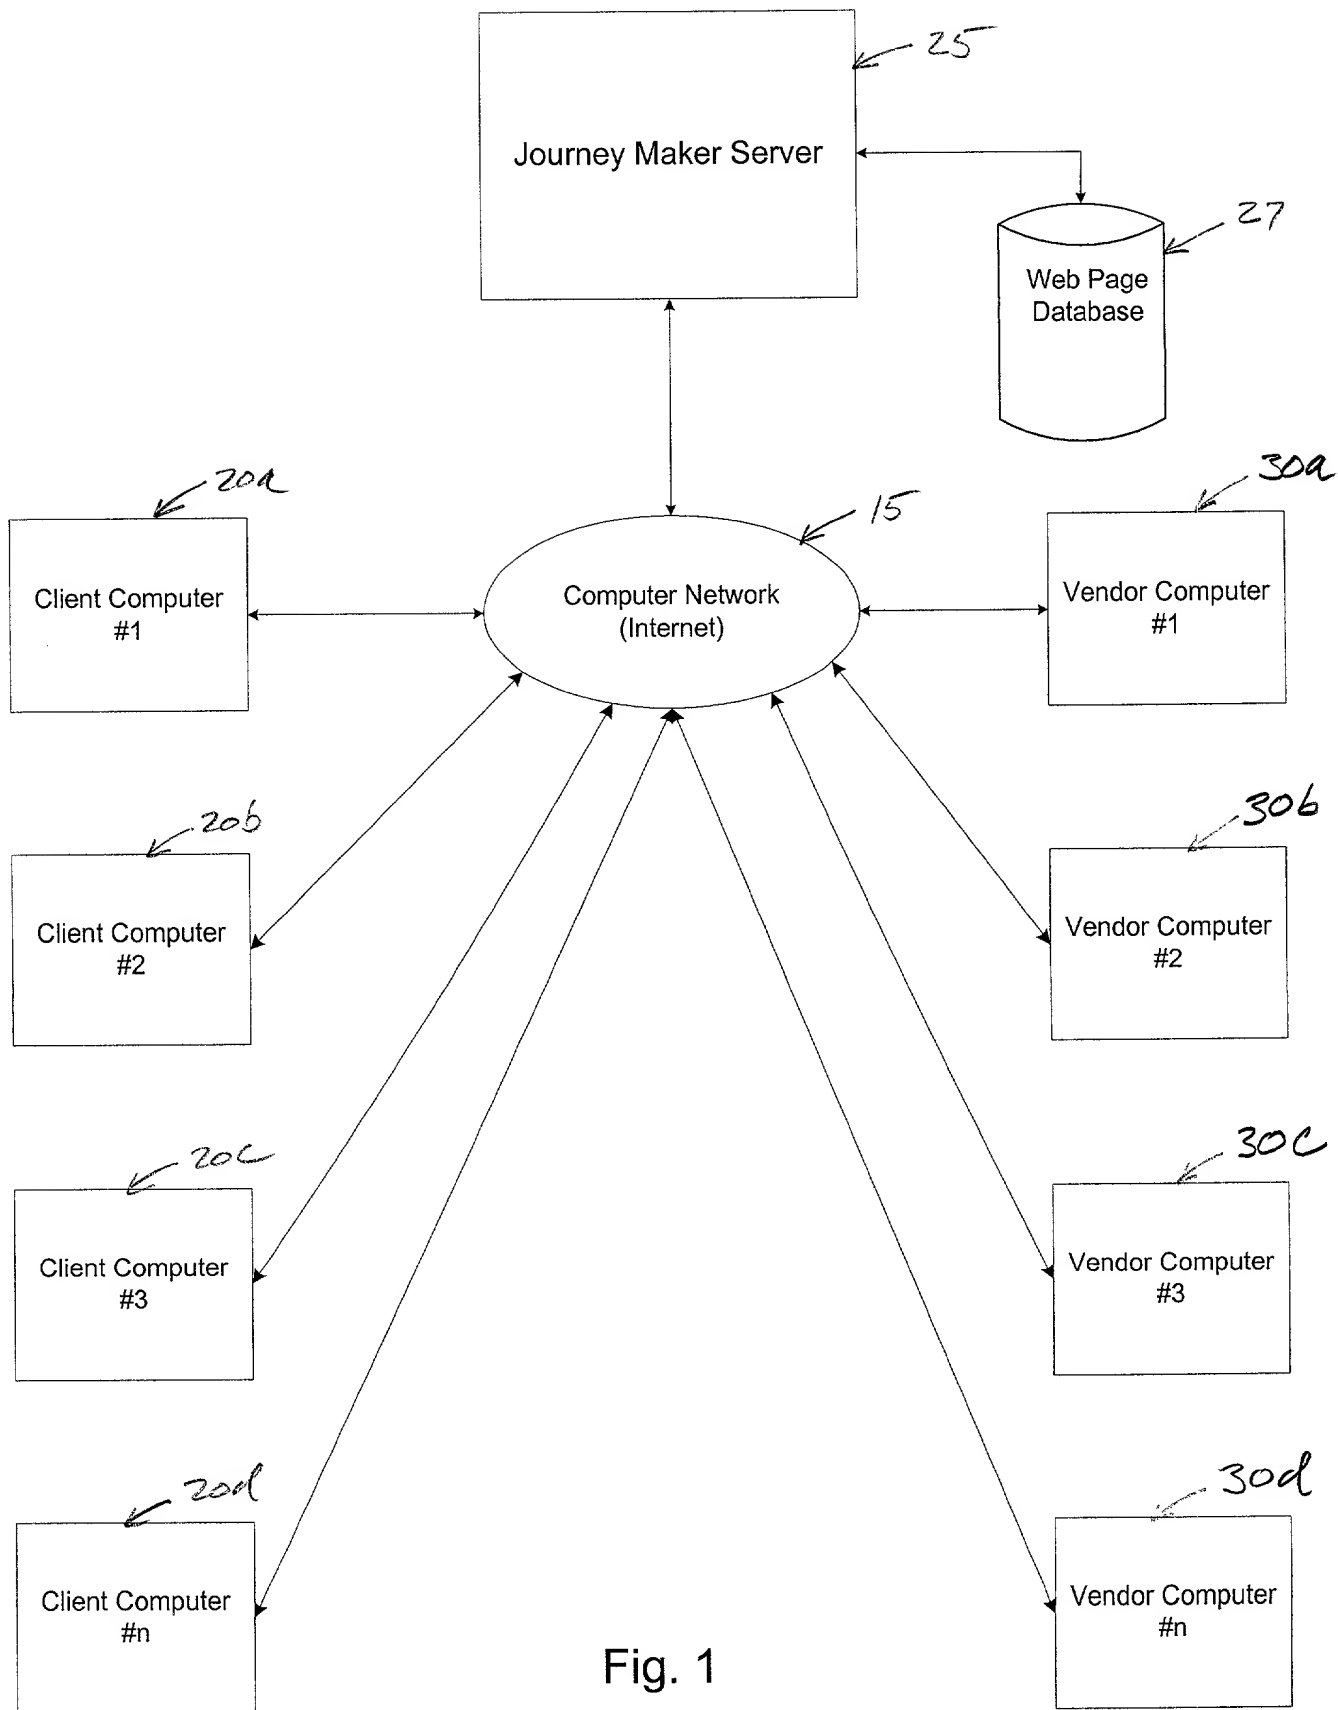 25
Journey Maker Server
27
Web Page
Database
20a
15
30a
Client Computer
#1
Computer Network
(Internet)
Vendor Computer
#1
20b
30b
Client Computer
#2
Vendor Computer
#2
20c
30c
Client Computer
#3
Vendor Computer
#3
20d
30d
Client Computer
#n
Vendor Computer
#n
Fig. 1